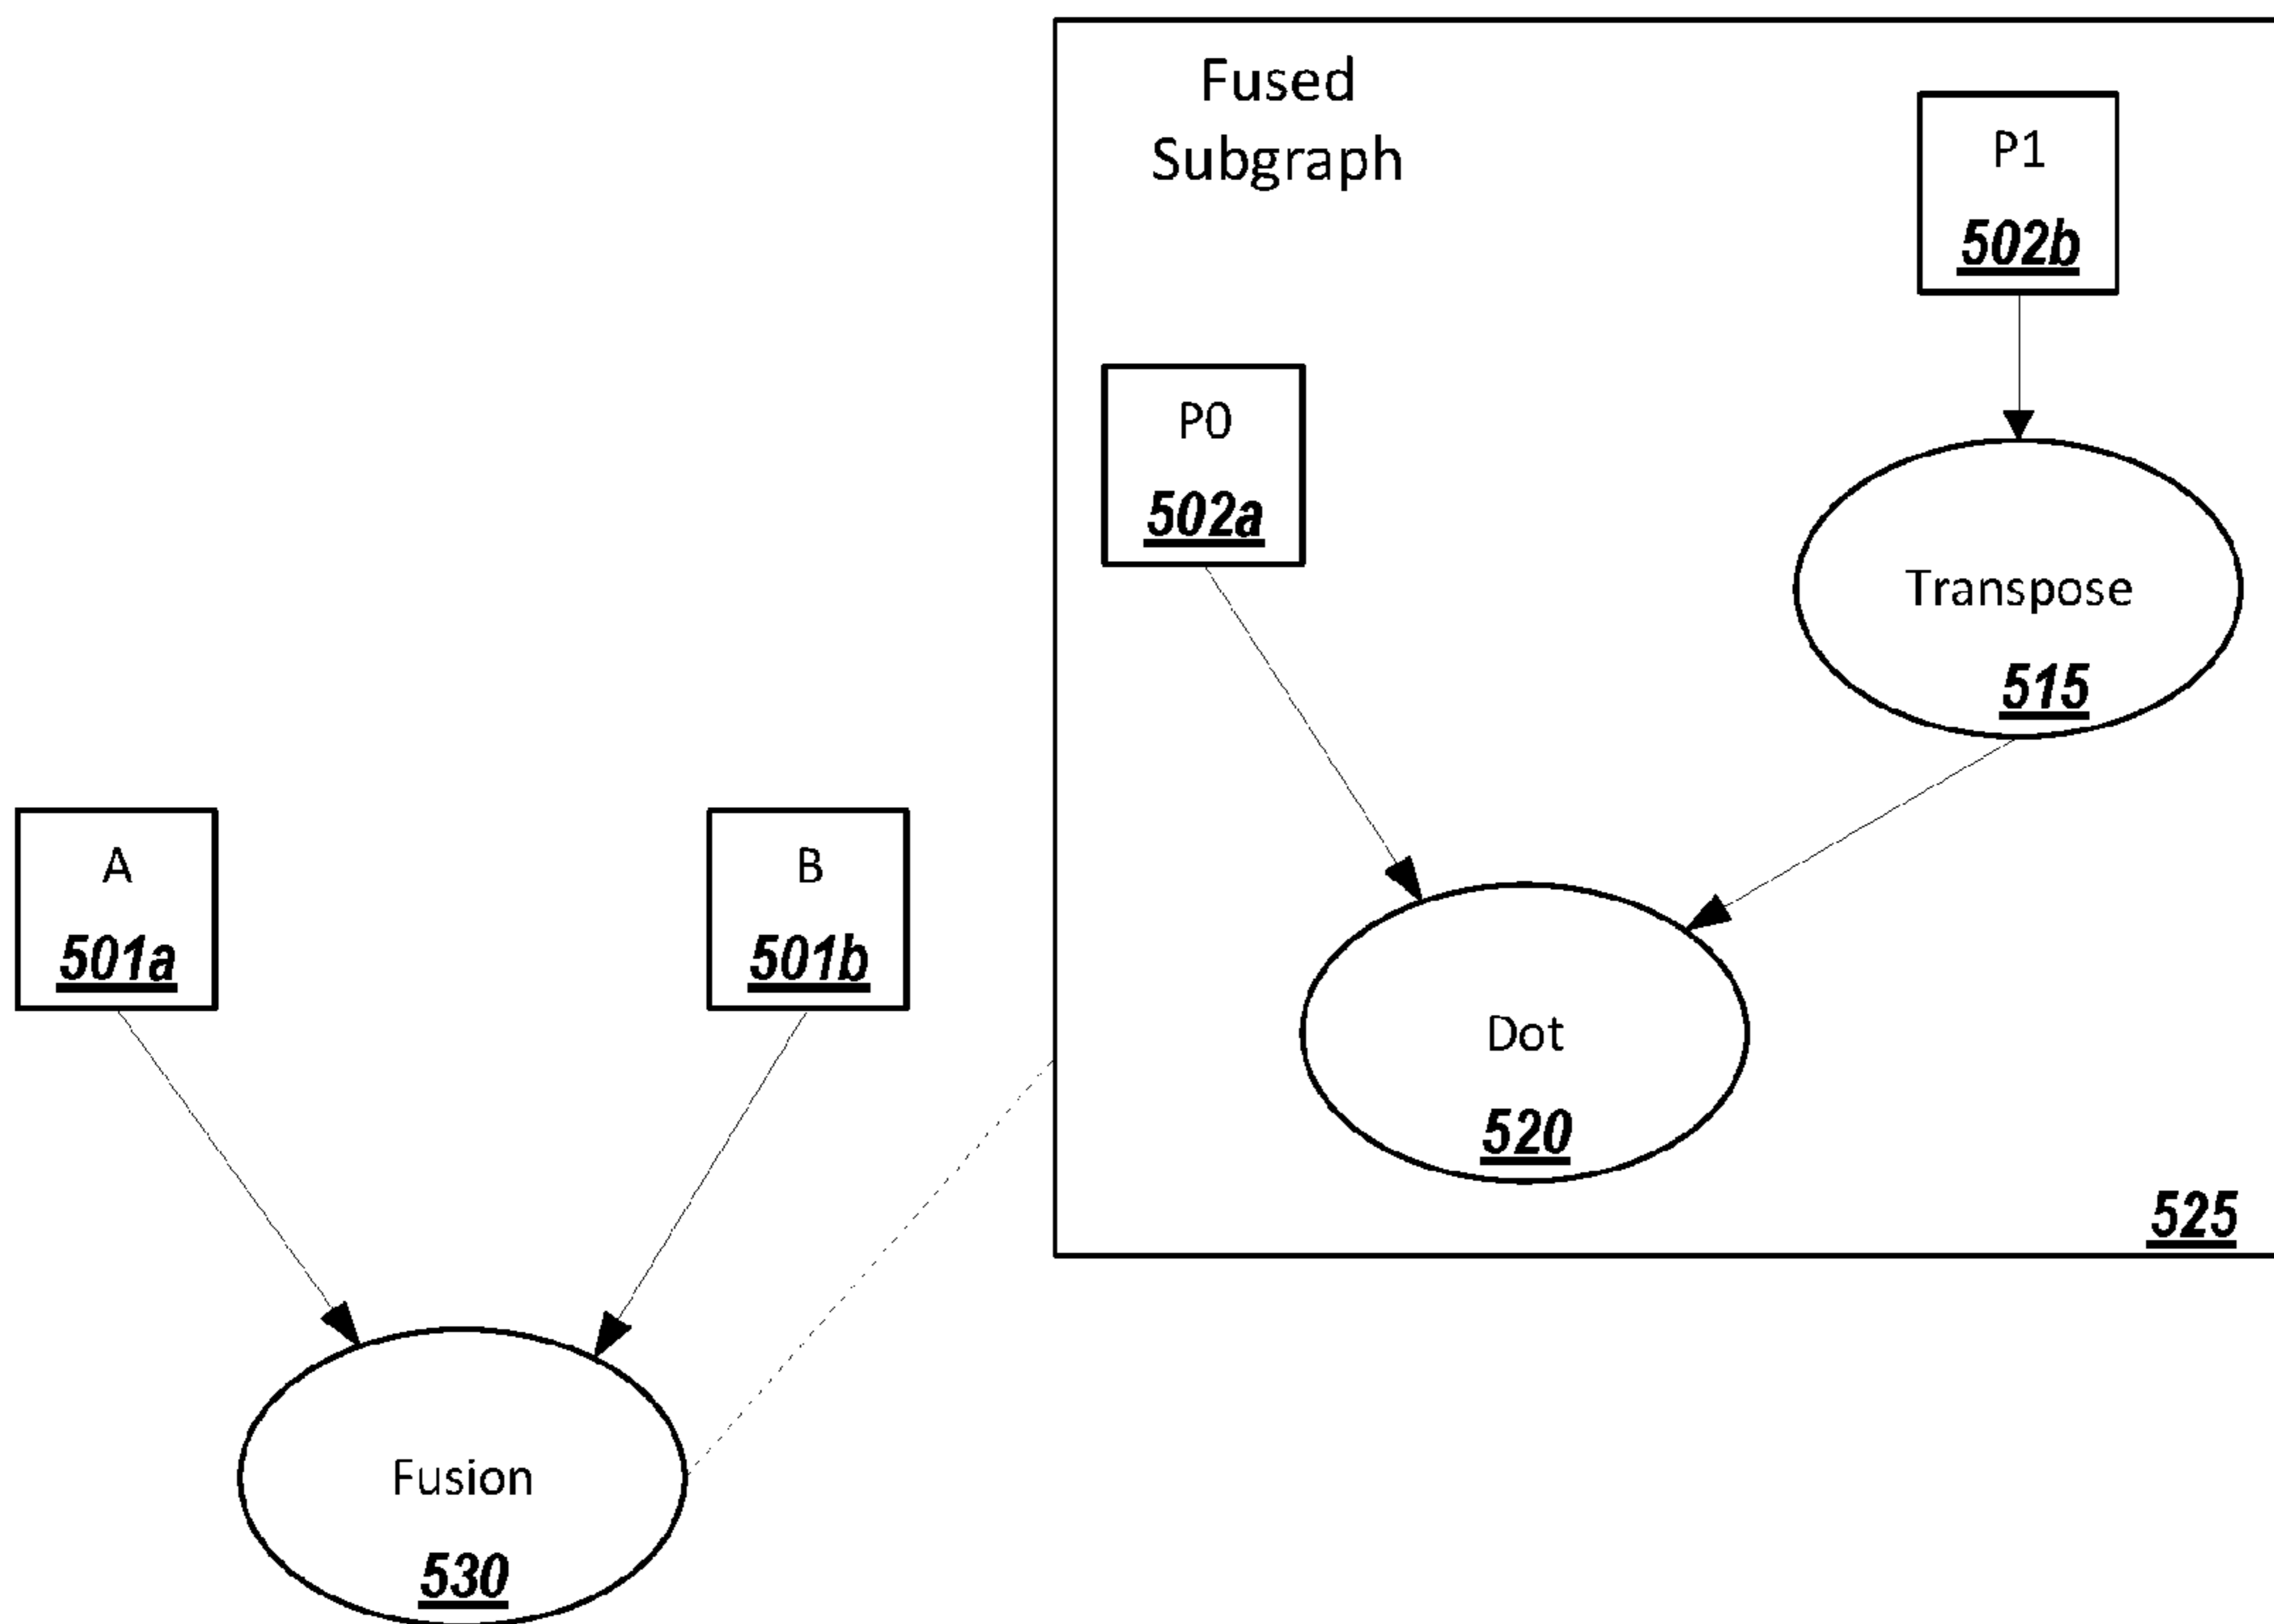 Fused
Subgraph
P1
502b
P0
502a
Transpose
515
A
501a
B
501b
Dot
520
525
Fusion
530